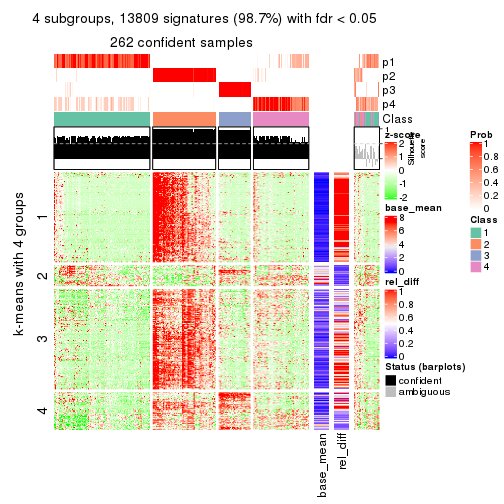 4 subgroups, 13809 signatures (98.7%) with fdr < 0.05
262 confident samples
p1
p2
p3
p4
Class
1
Silhouette
score
z-score
2
1
0
-1
-2
Prob
1
0.8
0.6
0.4
0.2
0
base_mean
8
6
4
2
0
Class
1
2
3
4
rel_diff
1
0.8
0.6
0.4
0.2
0
Status (barplots)
confident
ambiguous
k-means with 4 groups
1
2
3
4
base_mean
rel_diff